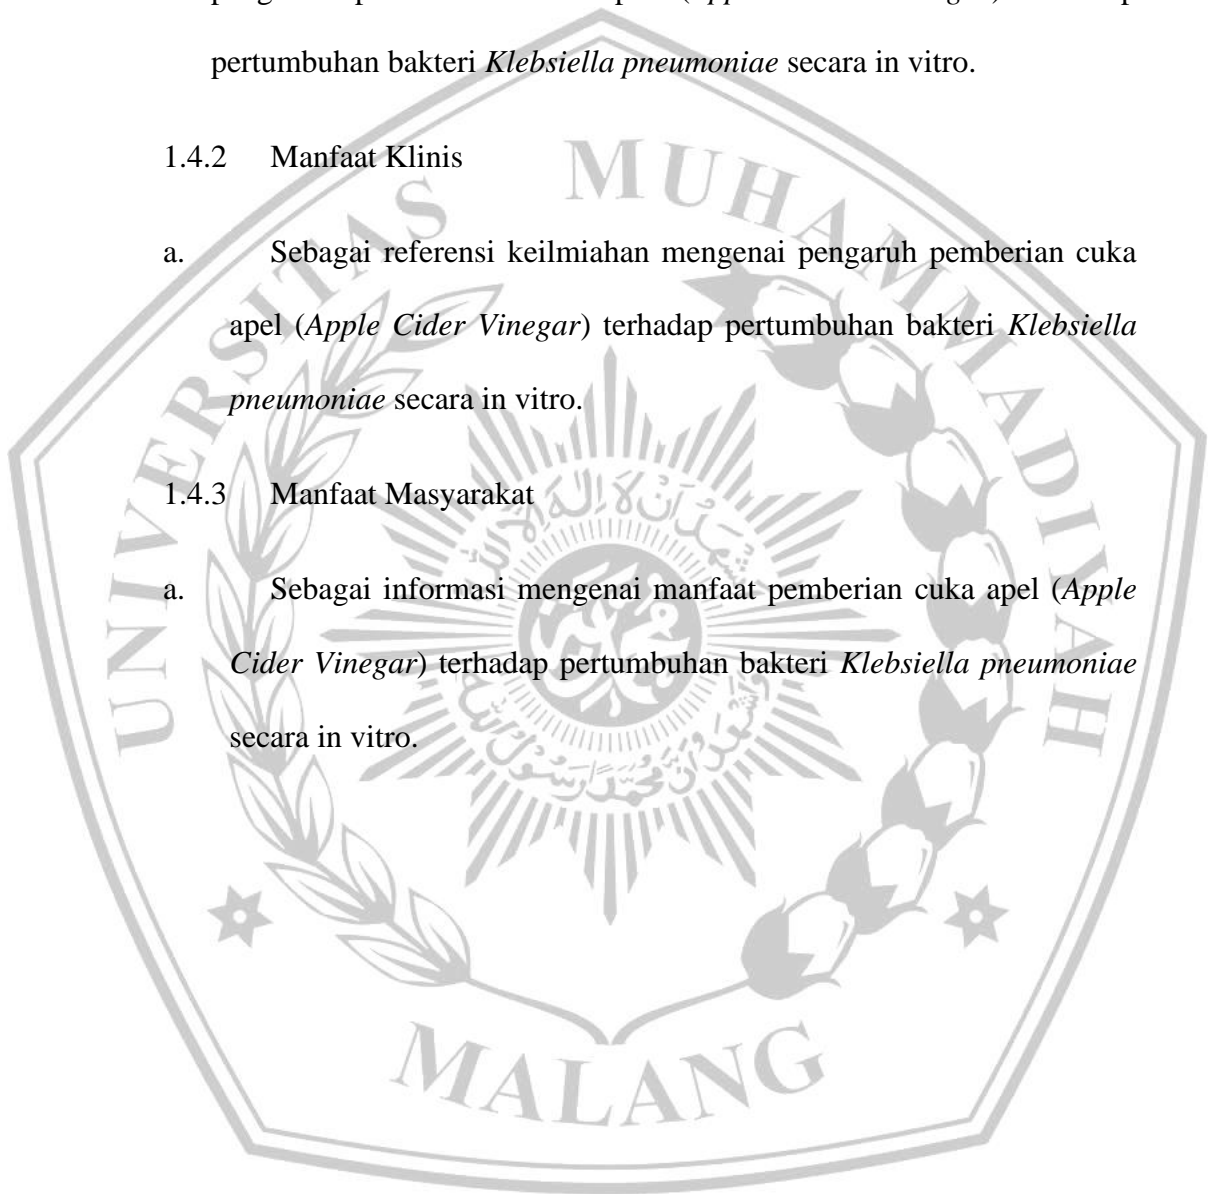 pertumbuhan bakteri Klebsiella pneumoniae secara in vitro.
1.4.2 Manfaat Klinis
a. Sebagai referensi keilmiahan mengenai pengaruh pemberian cuka
apel (Apple Cider Vinegar) terhadap pertumbuhan bakteri Klebsiella
pneumoniae secara in vitro.
1.4.3 Manfaat Masyarakat
a. Sebagai informasi mengenai manfaat pemberian cuka apel (Apple
Cider Vinegar) terhadap pertumbuhan bakteri Klebsiella pneumoniae
secara in vitro.
UNIVERSITAS MUHAMMADIYAH
MALANG